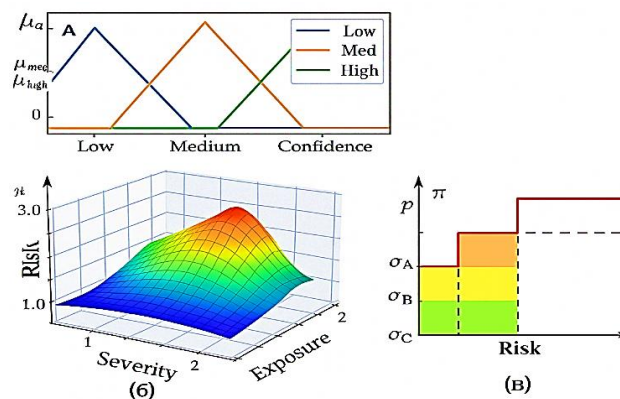 A
μa
μmed
μhigh
0
Low
Med
High
Low Medium Confidence
Risk
3.0
1.0
1
2
Severity
Exposure
2
(б)
p
π
σA
σB
σC
Risk
(в)